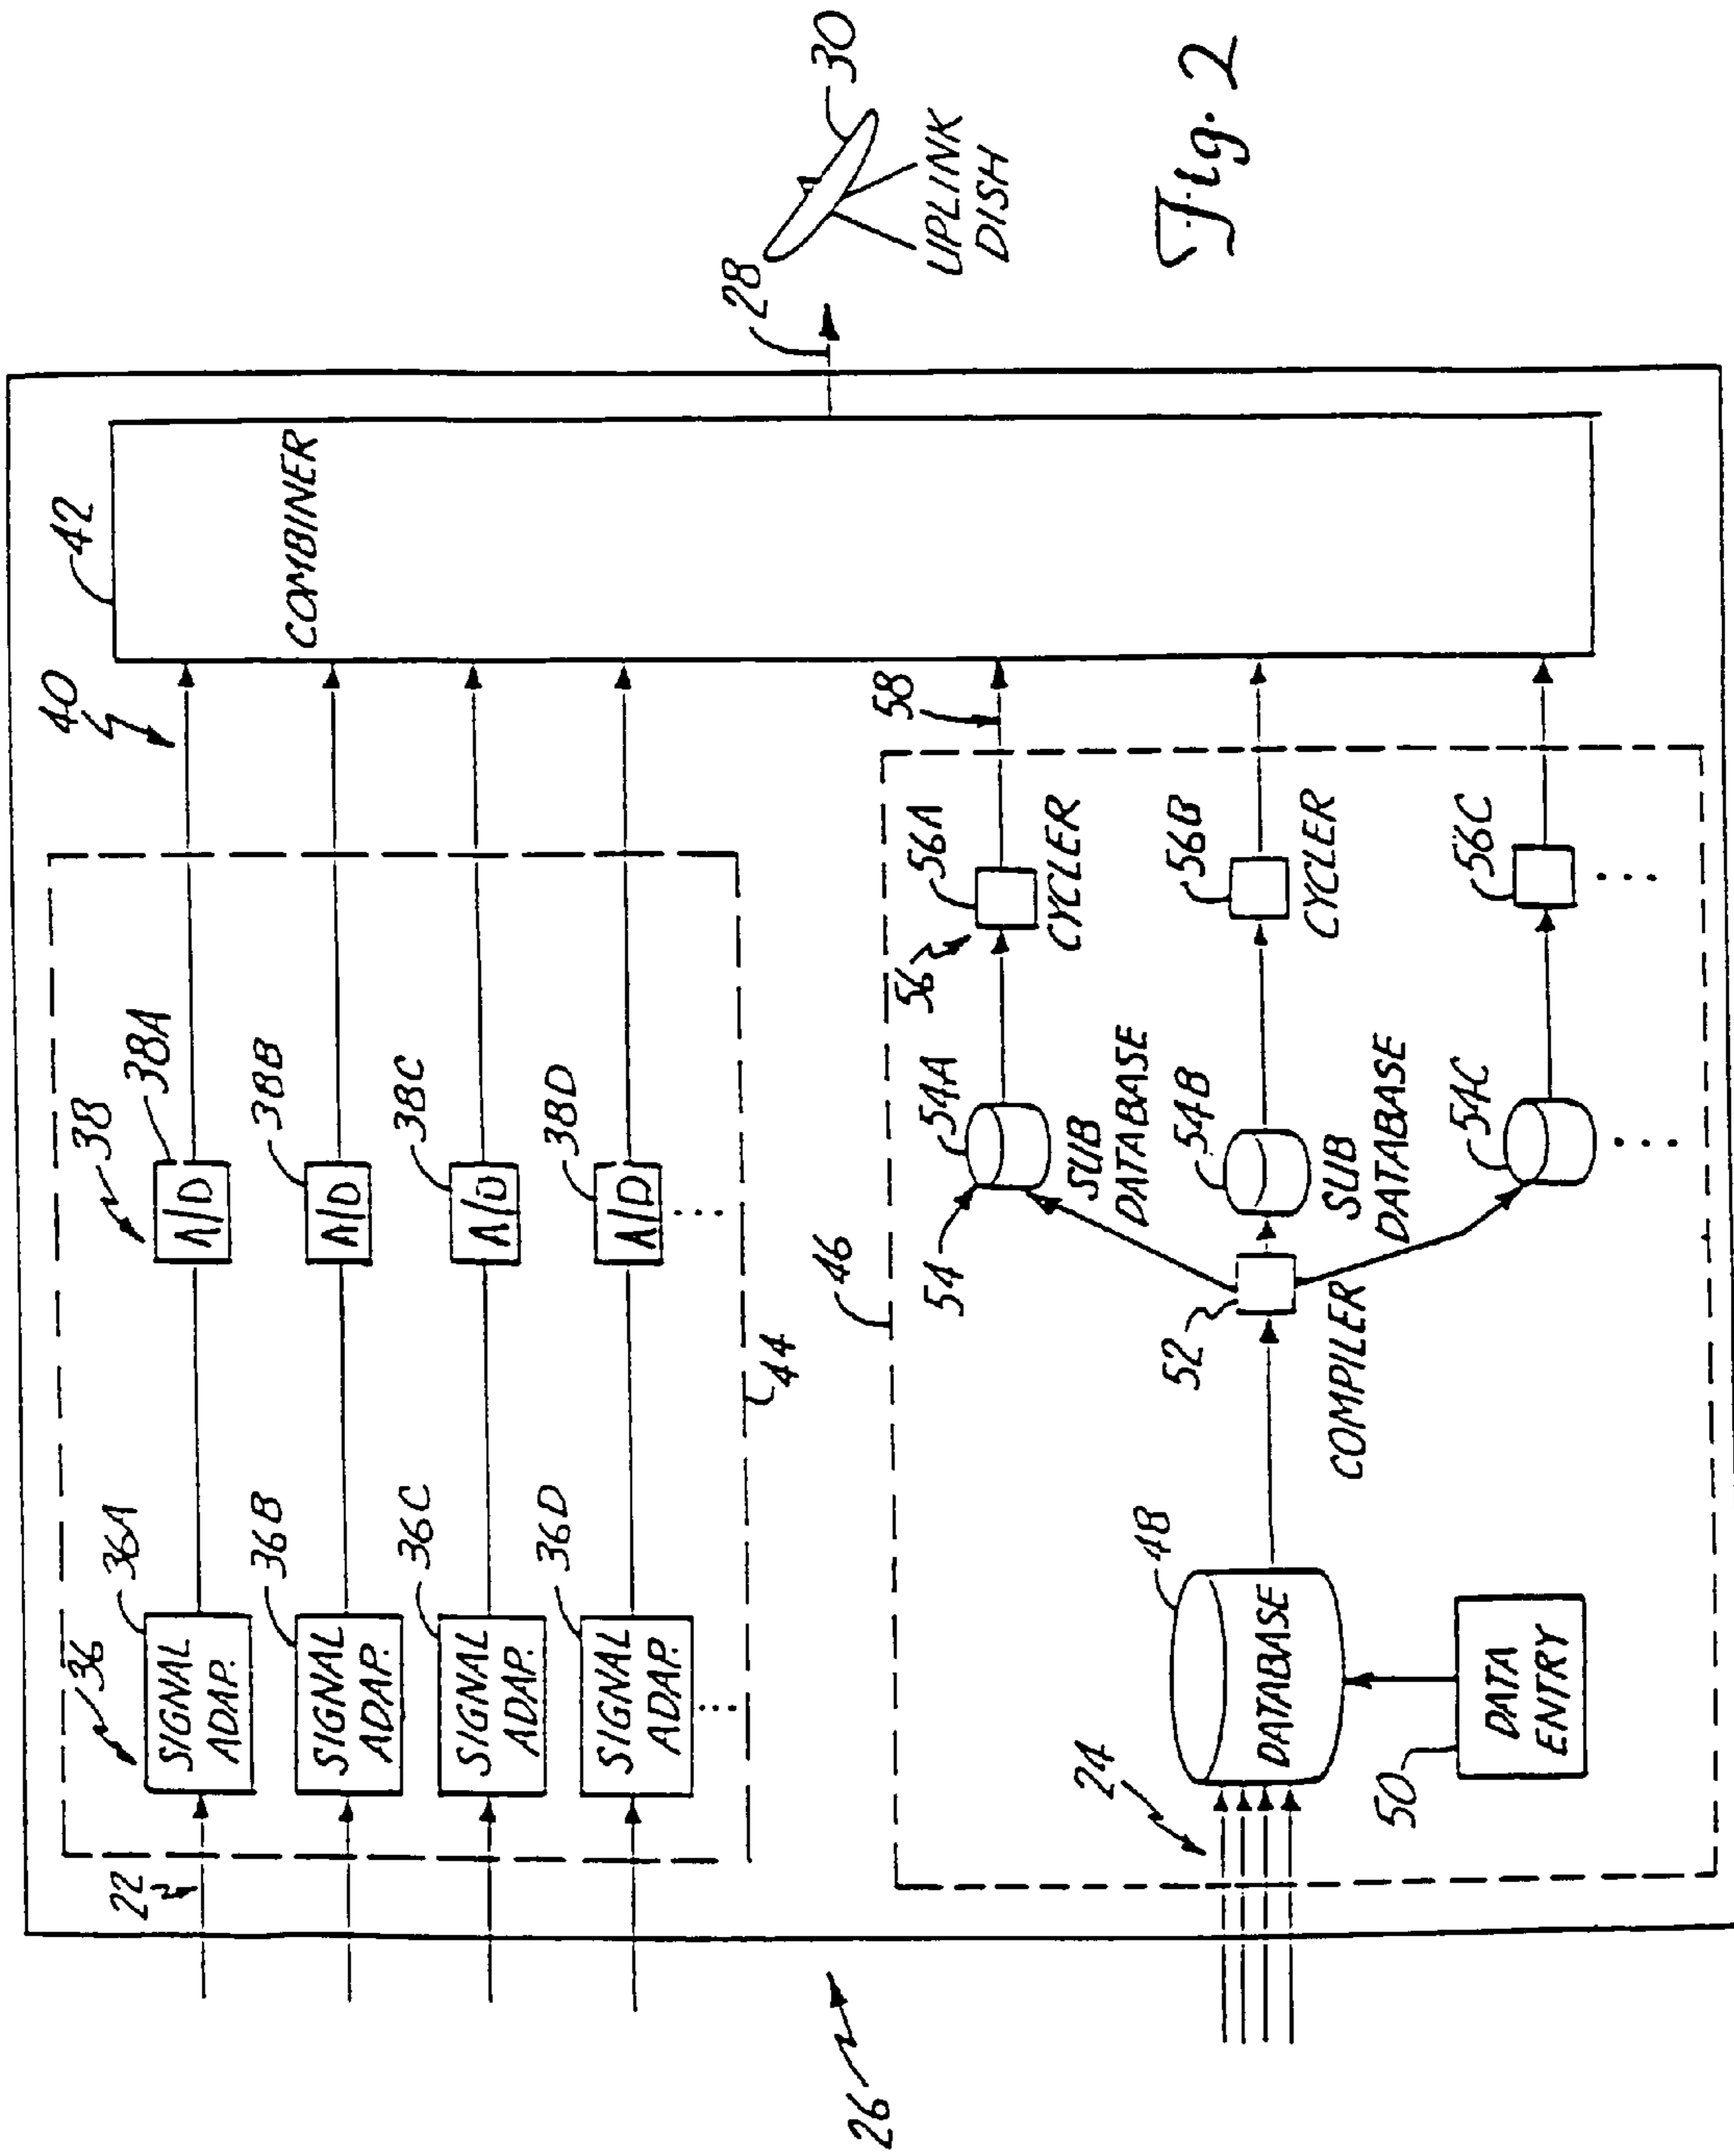 26
22
36
36A
SIGNAL
ADAP.
36B
SIGNAL
ADAP.
36C
SIGNAL
ADAP.
36D
SIGNAL
ADAP.
38
38A
A/D
38B
A/D
38C
A/D
38D
A/D
40
42
COMBINER
44
46
24
48
DATABASE
50
DATA
ENTRY
52
COMPILER
54
54A
SUB
DATABASE
54B
SUB
DATABASE
54C
56
56A
CYCLER
56B
CYCLER
56C
58
28
30
UPLINK
DISH
Fig. 2